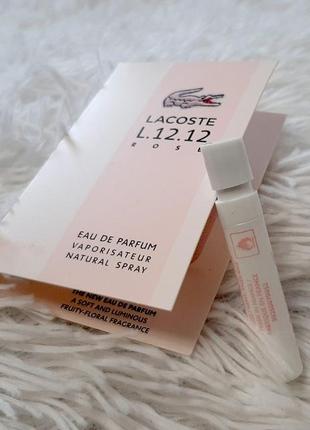 LACOSTE
L.12.12
ROSE
EAU DE PARFUM
VAPORISATEUR
NATURAL SPRAY
THE NEW EAU DE PARFUM
A SOFT AND LUMINOUS
FRUITY-FLORAL FRAGRANCE